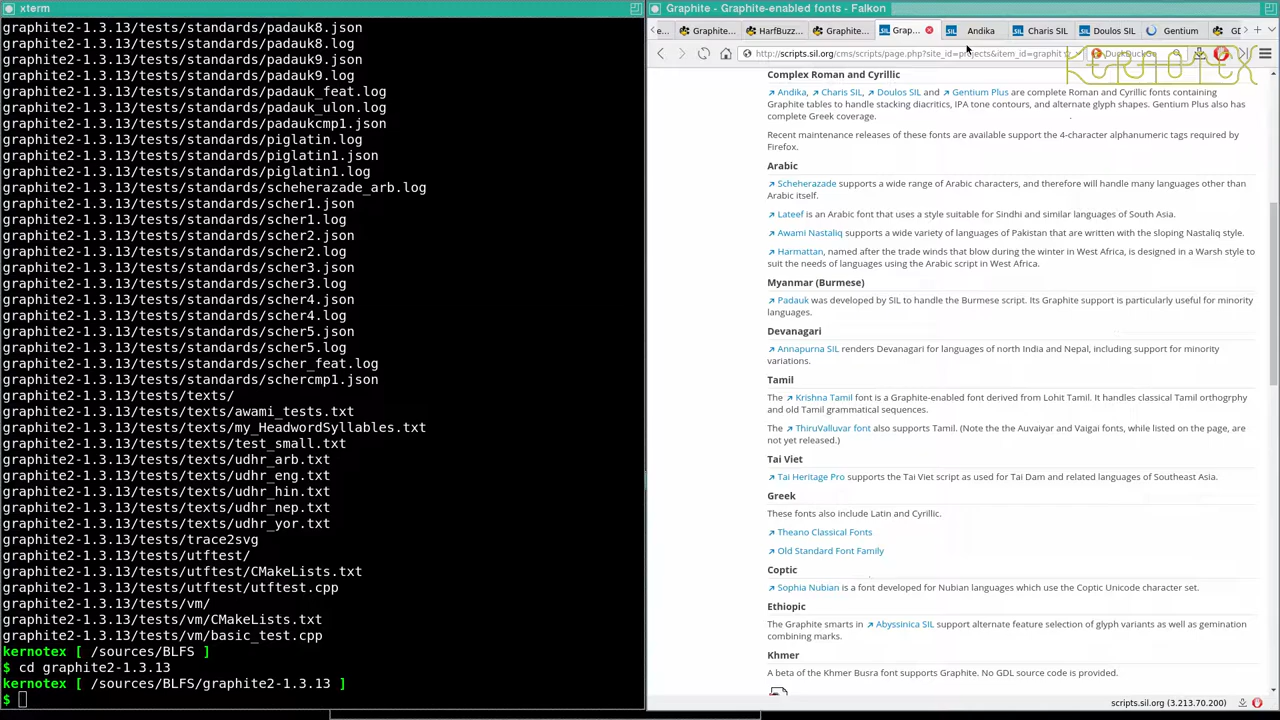 xterm
graphite2-1.3.13/tests/standards/padauk8.json
graphite2-1.3.13/tests/standards/padauk8.log
graphite2-1.3.13/tests/standards/padauk9.json
graphite2-1.3.13/tests/standards/padauk9.log
graphite2-1.3.13/tests/standards/padauk_feat.log
graphite2-1.3.13/tests/standards/padauk_ulon.log
graphite2-1.3.13/tests/standards/padaukcmp1.json
graphite2-1.3.13/tests/standards/piglatin.log
graphite2-1.3.13/tests/standards/piglatin1.json
graphite2-1.3.13/tests/standards/piglatin1.log
graphite2-1.3.13/tests/standards/scheherazade_arb.log
graphite2-1.3.13/tests/standards/scher1.json
graphite2-1.3.13/tests/standards/scher1.log
graphite2-1.3.13/tests/standards/scher2.json
graphite2-1.3.13/tests/standards/scher2.log
graphite2-1.3.13/tests/standards/scher3.json
graphite2-1.3.13/tests/standards/scher3.log
graphite2-1.3.13/tests/standards/scher4.json
graphite2-1.3.13/tests/standards/scher4.log
graphite2-1.3.13/tests/standards/scher5.json
graphite2-1.3.13/tests/standards/scher5.log
graphite2-1.3.13/tests/standards/scher_feat.log
graphite2-1.3.13/tests/standards/schercmp1.json
graphite2-1.3.13/tests/texts/
graphite2-1.3.13/tests/texts/awami_tests.txt
graphite2-1.3.13/tests/texts/my_HeadwordSyllables.txt
graphite2-1.3.13/tests/texts/test_small.txt
graphite2-1.3.13/tests/texts/udhr_arb.txt
graphite2-1.3.13/tests/texts/udhr_eng.txt
graphite2-1.3.13/tests/texts/udhr_hin.txt
graphite2-1.3.13/tests/texts/udhr_nep.txt
graphite2-1.3.13/tests/texts/udhr_yor.txt
graphite2-1.3.13/tests/trace2svg
graphite2-1.3.13/tests/utftest/
graphite2-1.3.13/tests/utftest/CMakeLists.txt
graphite2-1.3.13/tests/utftest/utftest.cpp
graphite2-1.3.13/tests/vm/
graphite2-1.3.13/tests/vm/CMakeLists.txt
graphite2-1.3.13/tests/vm/basic_test.cpp
kernotex [ /sources/BLFS ]
$ cd graphite2-1.3.13
kernotex [ /sources/BLFS/graphite2-1.3.13 ]
$
Graphite - Graphite-enabled fonts - Falkon
e... Graphite... HarfBuzz... Graphite... SIL Grap... SIL Andika SIL Charis SIL SIL Doulos SIL Gentium GD
http://scripts.sil.org/cms/scripts/page.php?site_id=projects&item_id=graphit DuckDuckGo
KERNOTEX
Complex Roman and Cyrillic
Andika, Charis SIL, Doulos SIL and Gentium Plus are complete Roman and Cyrillic fonts containing
Graphite tables to handle stacking diacritics, IPA tone contours, and alternate glyph shapes. Gentium Plus also has
complete Greek coverage.
Recent maintenance releases of these fonts are available support the 4-character alphanumeric tags required by
Firefox.
Arabic
Scheherazade supports a wide range of Arabic characters, and therefore will handle many languages other than
Arabic itself.
Lateef is an Arabic font that uses a style suitable for Sindhi and similar languages of South Asia.
Awami Nastaliq supports a wide variety of languages of Pakistan that are written with the sloping Nastaliq style.
Harmattan, named after the trade winds that blow during the winter in West Africa, is designed in a Warsh style to
suit the needs of languages using the Arabic script in West Africa.
Myanmar (Burmese)
Padauk was developed by SIL to handle the Burmese script. Its Graphite support is particularly useful for minority
languages.
Devanagari
Annapurna SIL renders Devanagari for languages of north India and Nepal, including support for minority
variations.
Tamil
The Krishna Tamil font is a Graphite-enabled font derived from Lohit Tamil. It handles classical Tamil orthogrphy
and old Tamil grammatical sequences.
The ThiruValluvar font also supports Tamil. (Note the the Auvaiyar and Vaigai fonts, while listed on the page, are
not yet released.)
Tai Viet
Tai Heritage Pro supports the Tai Viet script as used for Tai Dam and related languages of Southeast Asia.
Greek
These fonts also include Latin and Cyrillic.
Theano Classical Fonts
Old Standard Font Family
Coptic
Sophia Nubian is a font developed for Nubian languages which use the Coptic Unicode character set.
Ethiopic
The Graphite smarts in Abyssinica SIL support alternate feature selection of glyph variants as well as gemination
combining marks.
Khmer
A beta of the Khmer Busra font supports Graphite. No GDL source code is provided.
scripts.sil.org (3.213.70.200)